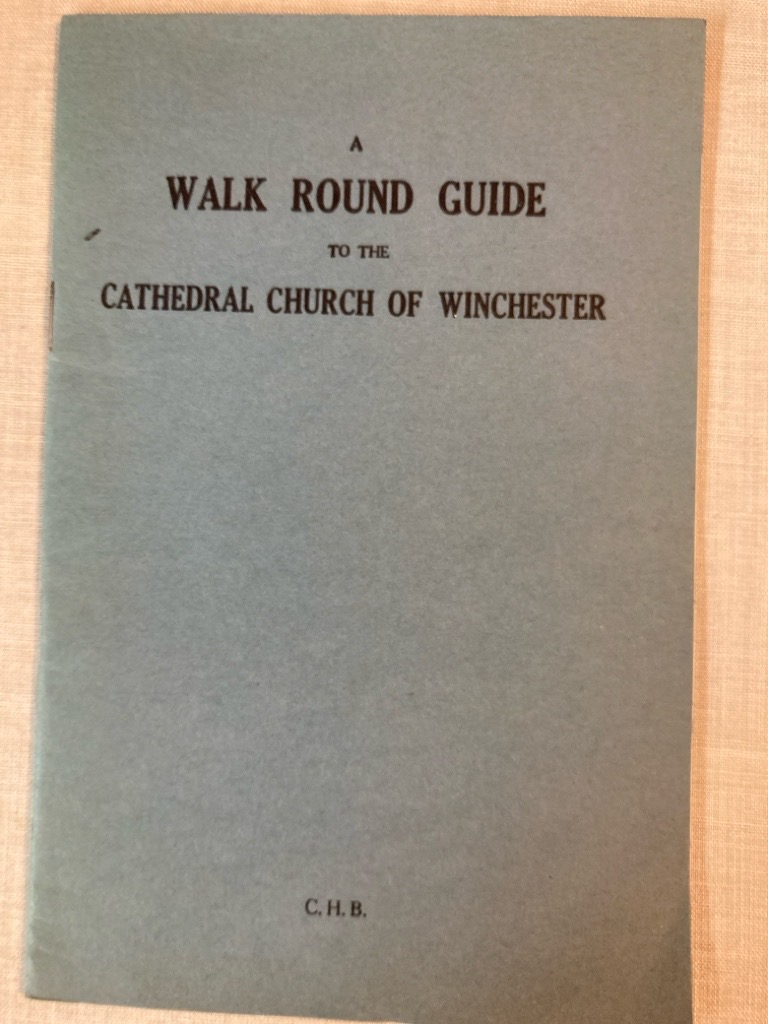 A
WALK ROUND GUIDE
TO THE
CATHEDRAL CHURCH OF WINCHESTER
C. H. B.